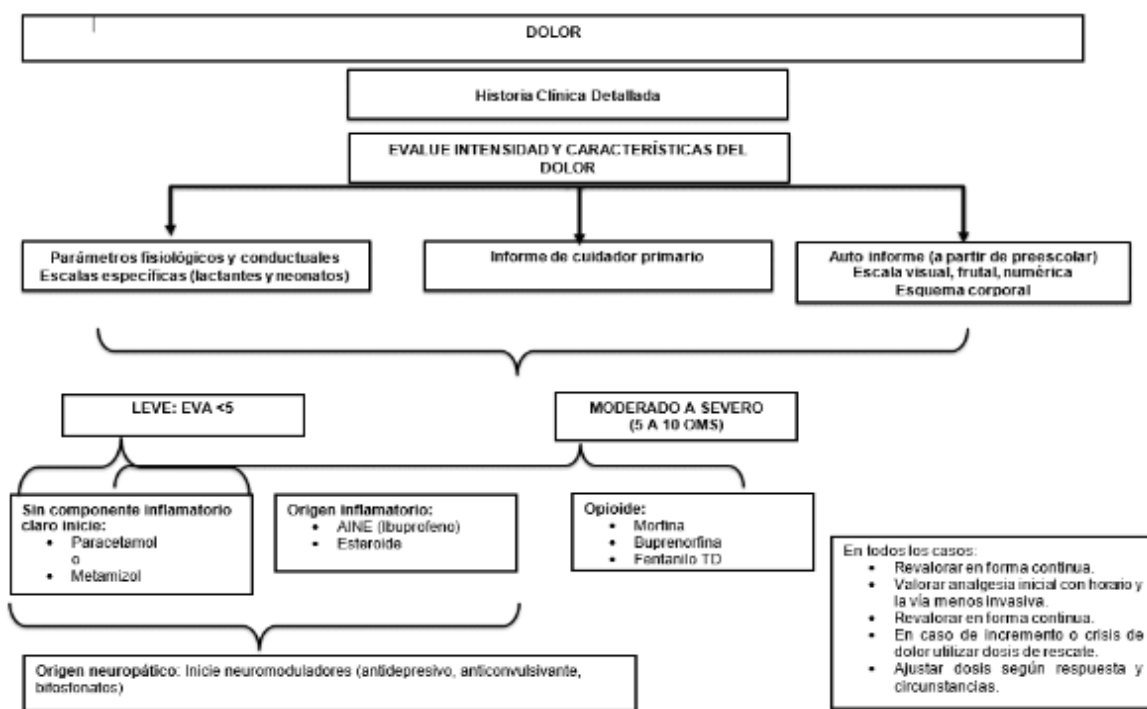 DOLOR
Historia Clínica Detallada
EVALUE INTENSIDAD Y CARACTERÍSTICAS DEL
DOLOR
Parámetros fisiológicos y conductuales
Escalas específicas (lactantes y neonatos)
Informe de cuidador primario
Auto informe (a partir de preescolar)
Escala visual, frutal, numérica
Esquema corporal
LEVE: EVA <5
MODERADO A SEVERO
(5 A 10 OMS)
Sin componente inflamatorio
claro inicie:
• Paracetamol
o
• Metamizol
Origen inflamatorio:
• AINE (Ibuprofeno)
• Esteroide
Opioide:
• Morfina
• Buprenorfina
• Fentanilo TD
En todos los casos:
• Revalorar en forma continua.
• Valorar analgesia inicial con horario y
la vía menos invasiva.
• Revalorar en forma continua.
• En caso de incremento o crisis de
dolor utilizar dosis de rescate.
• Ajustar dosis según respuesta y
circunstancias.
Origen neuropático: Inicie neuromoduladores (antidepresivo, anticonvulsivante,
bifosfonatos)